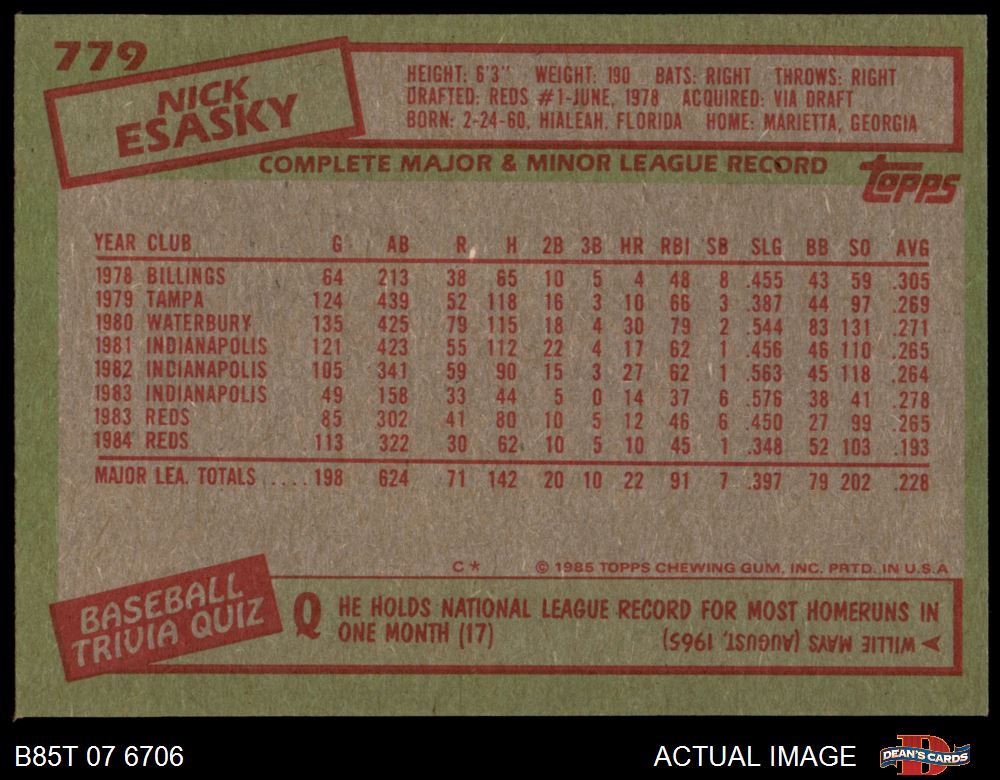 779
NICK
ESASKY
HEIGHT: 6'3" WEIGHT: 190 BATS: RIGHT THROWS: RIGHT
DRAFTED: REDS #1-JUNE, 1978 ACQUIRED: VIA DRAFT
BORN: 2-24-60, HIALEAH, FLORIDA HOME: MARIETTA, GEORGIA
COMPLETE MAJOR & MINOR LEAGUE RECORD
TOPPS
YEAR CLUB G AB R H 2B 3B HR RBI SB SLG BB SO AVG
1978 BILLINGS 64 213 38 65 10 5 4 48 8 .455 43 59 .305
1979 TAMPA 124 439 52 118 16 3 10 66 3 .387 44 97 .269
1980 WATERBURY 135 425 79 115 18 4 30 79 2 .544 83 131 .271
1981 INDIANAPOLIS 121 423 55 112 22 4 17 62 1 .456 46 110 .265
1982 INDIANAPOLIS 105 341 59 90 15 3 27 62 1 .563 45 118 .264
1983 INDIANAPOLIS 49 158 33 44 5 0 14 37 6 .576 38 41 .278
1983 REDS 85 302 41 80 10 5 12 46 6 .450 27 99 .265
1984 REDS 113 322 30 62 10 5 10 45 1 .348 52 103 .193
MAJOR LEA. TOTALS ....198 624 71 142 20 10 22 91 7 .397 79 202 .228
C* © 1985 TOPPS CHEWING GUM, INC. PRTD. IN U.S.A
BASEBALL
TRIVIA QUIZ
Q HE HOLDS NATIONAL LEAGUE RECORD FOR MOST HOMERUNS IN
ONE MONTH (17)
WILLIE MAYS (AUGUST, 1965)
B85T 07 6706
ACTUAL IMAGE
DEAN'S CARDS